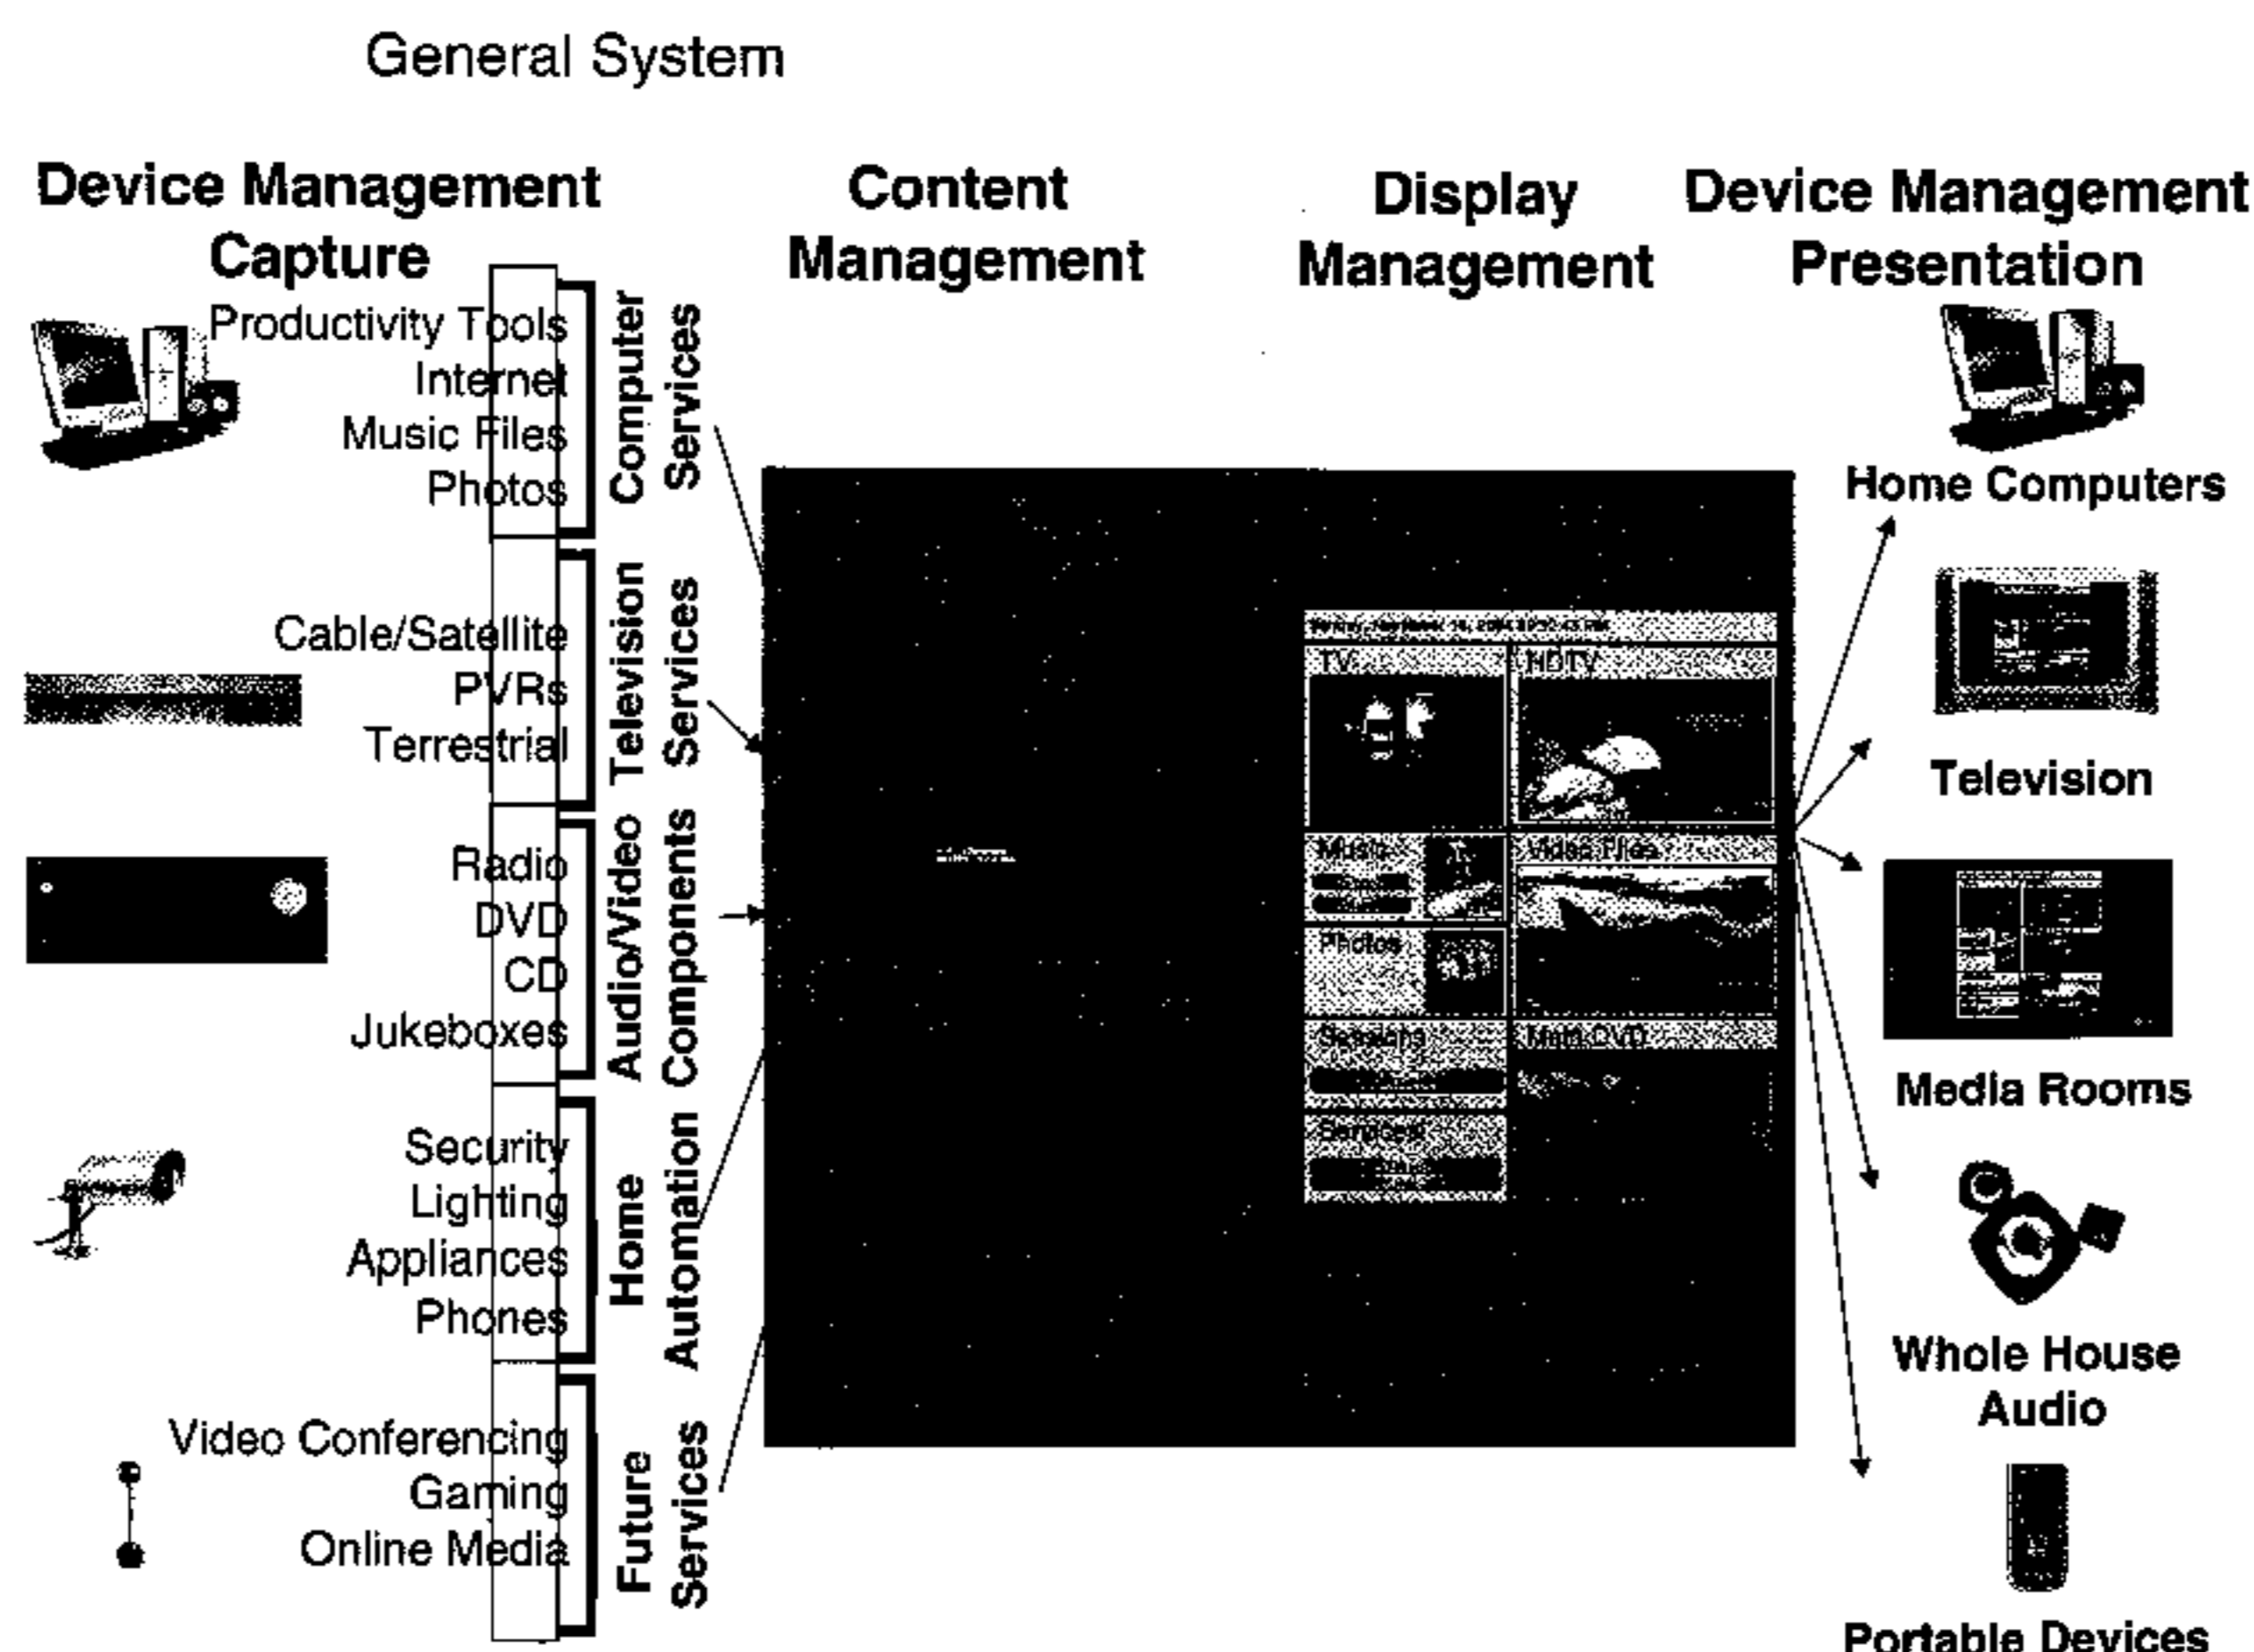 General System
Device Management
Capture
Content
Management
Display
Management
Device Management
Presentation
Productivity Tools
Internet
Music Files
Photos
Computer
Services
Cable/Satellite
PVRs
Terrestrial
Television
Services
Radio
DVD
CD
Jukeboxes
Audio/Video
Components
Security
Lighting
Appliances
Phones
Home
Automation
Video Conferencing
Gaming
Online Media
Future
Services
TV
HDTV
Music
Video Files
Photos
Sessions
Services
Home Computers
Television
Media Rooms
Whole House
Audio
Portable Devices